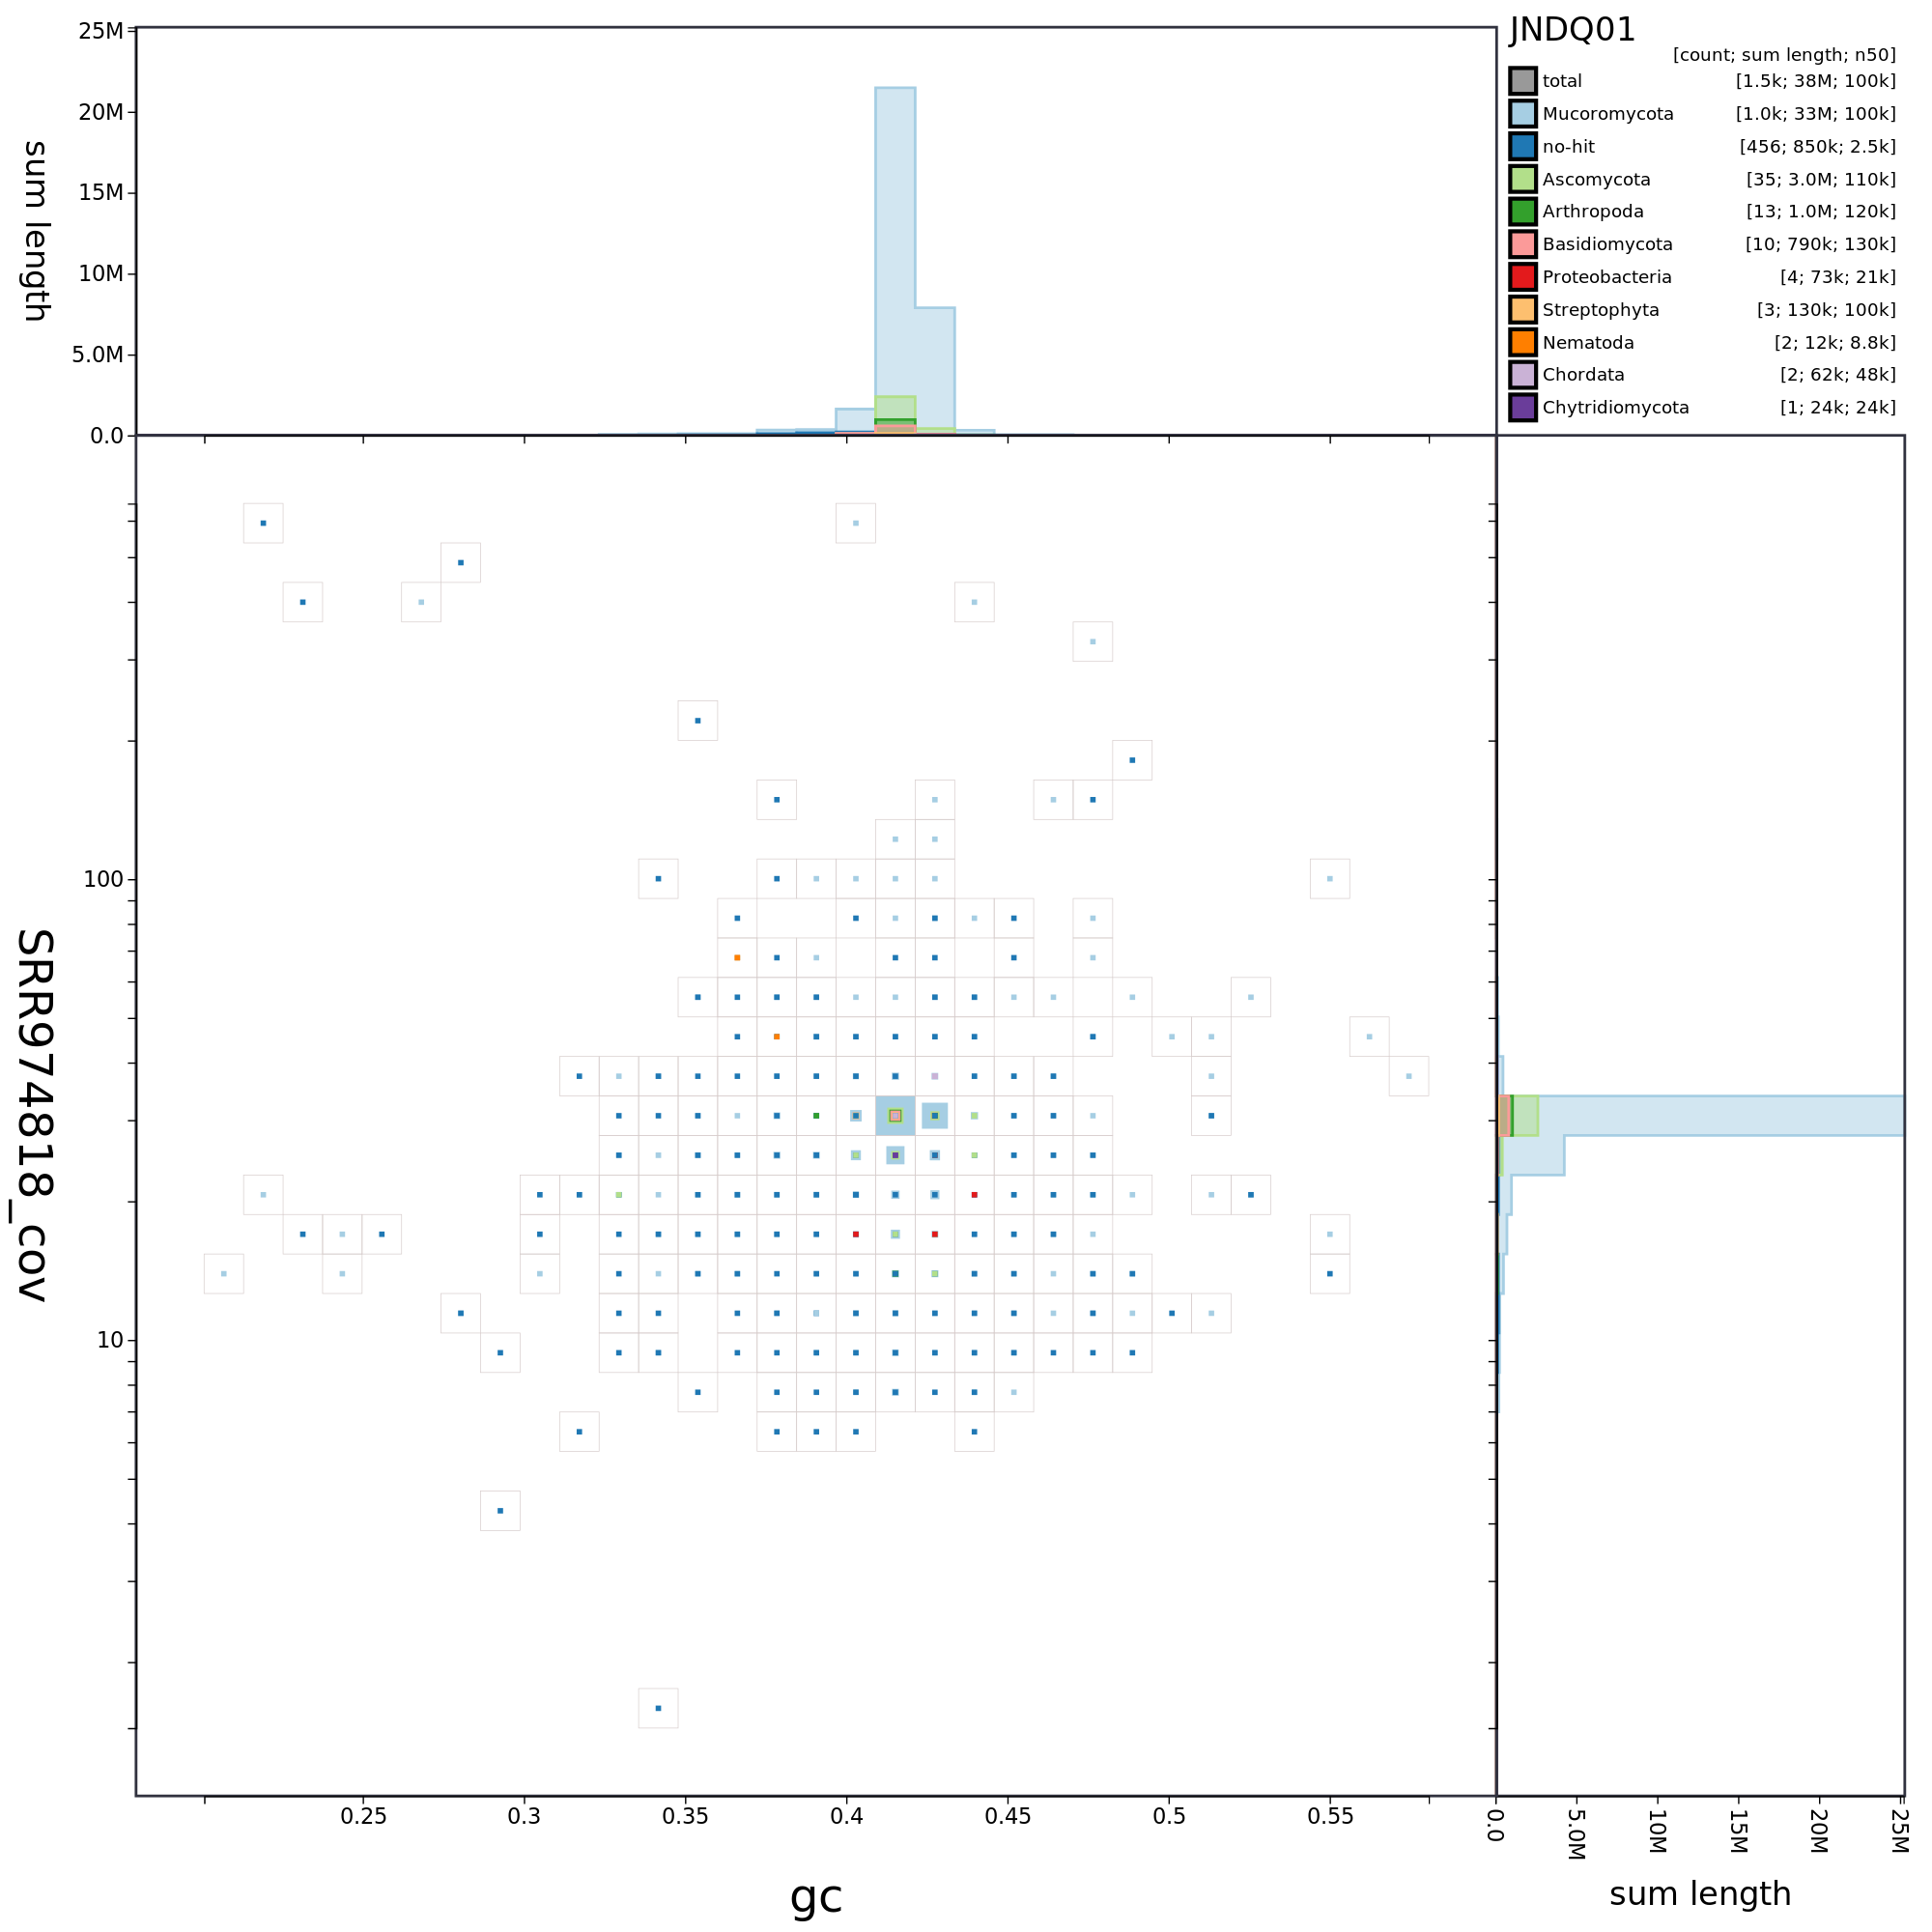 25M
20M
15M
10M
5.0M
0.0
sum length
JNDQ01
[count; sum length; n50]
total [1.5k; 38M; 100k]
Mucoromycota [1.0k; 33M; 100k]
no-hit [456; 850k; 2.5k]
Ascomycota [35; 3.0M; 110k]
Arthropoda [13; 1.0M; 120k]
Basidiomycota [10; 790k; 130k]
Proteobacteria [4; 73k; 21k]
Streptophyta [3; 130k; 100k]
Nematoda [2; 12k; 8.8k]
Chordata [2; 62k; 48k]
Chytridiomycota [1; 24k; 24k]
100
10
SRR974818_cov
0.25 0.3 0.35 0.4 0.45 0.5 0.55
gc
0.0 5.0M 10M 15M 20M 25M
sum length